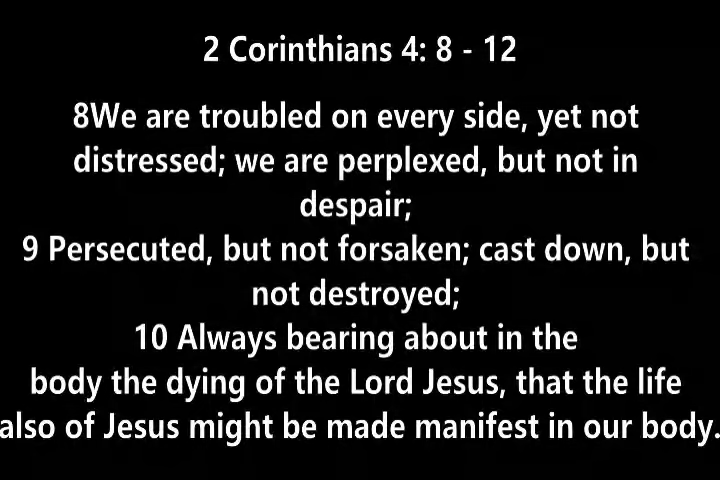 2 Corinthians 4: 8 - 12
8We are troubled on every side, yet not
distressed; we are perplexed, but not in
despair;
9 Persecuted, but not forsaken; cast down, but
not destroyed;
10 Always bearing about in the
body the dying of the Lord Jesus, that the life
also of Jesus might be made manifest in our body.